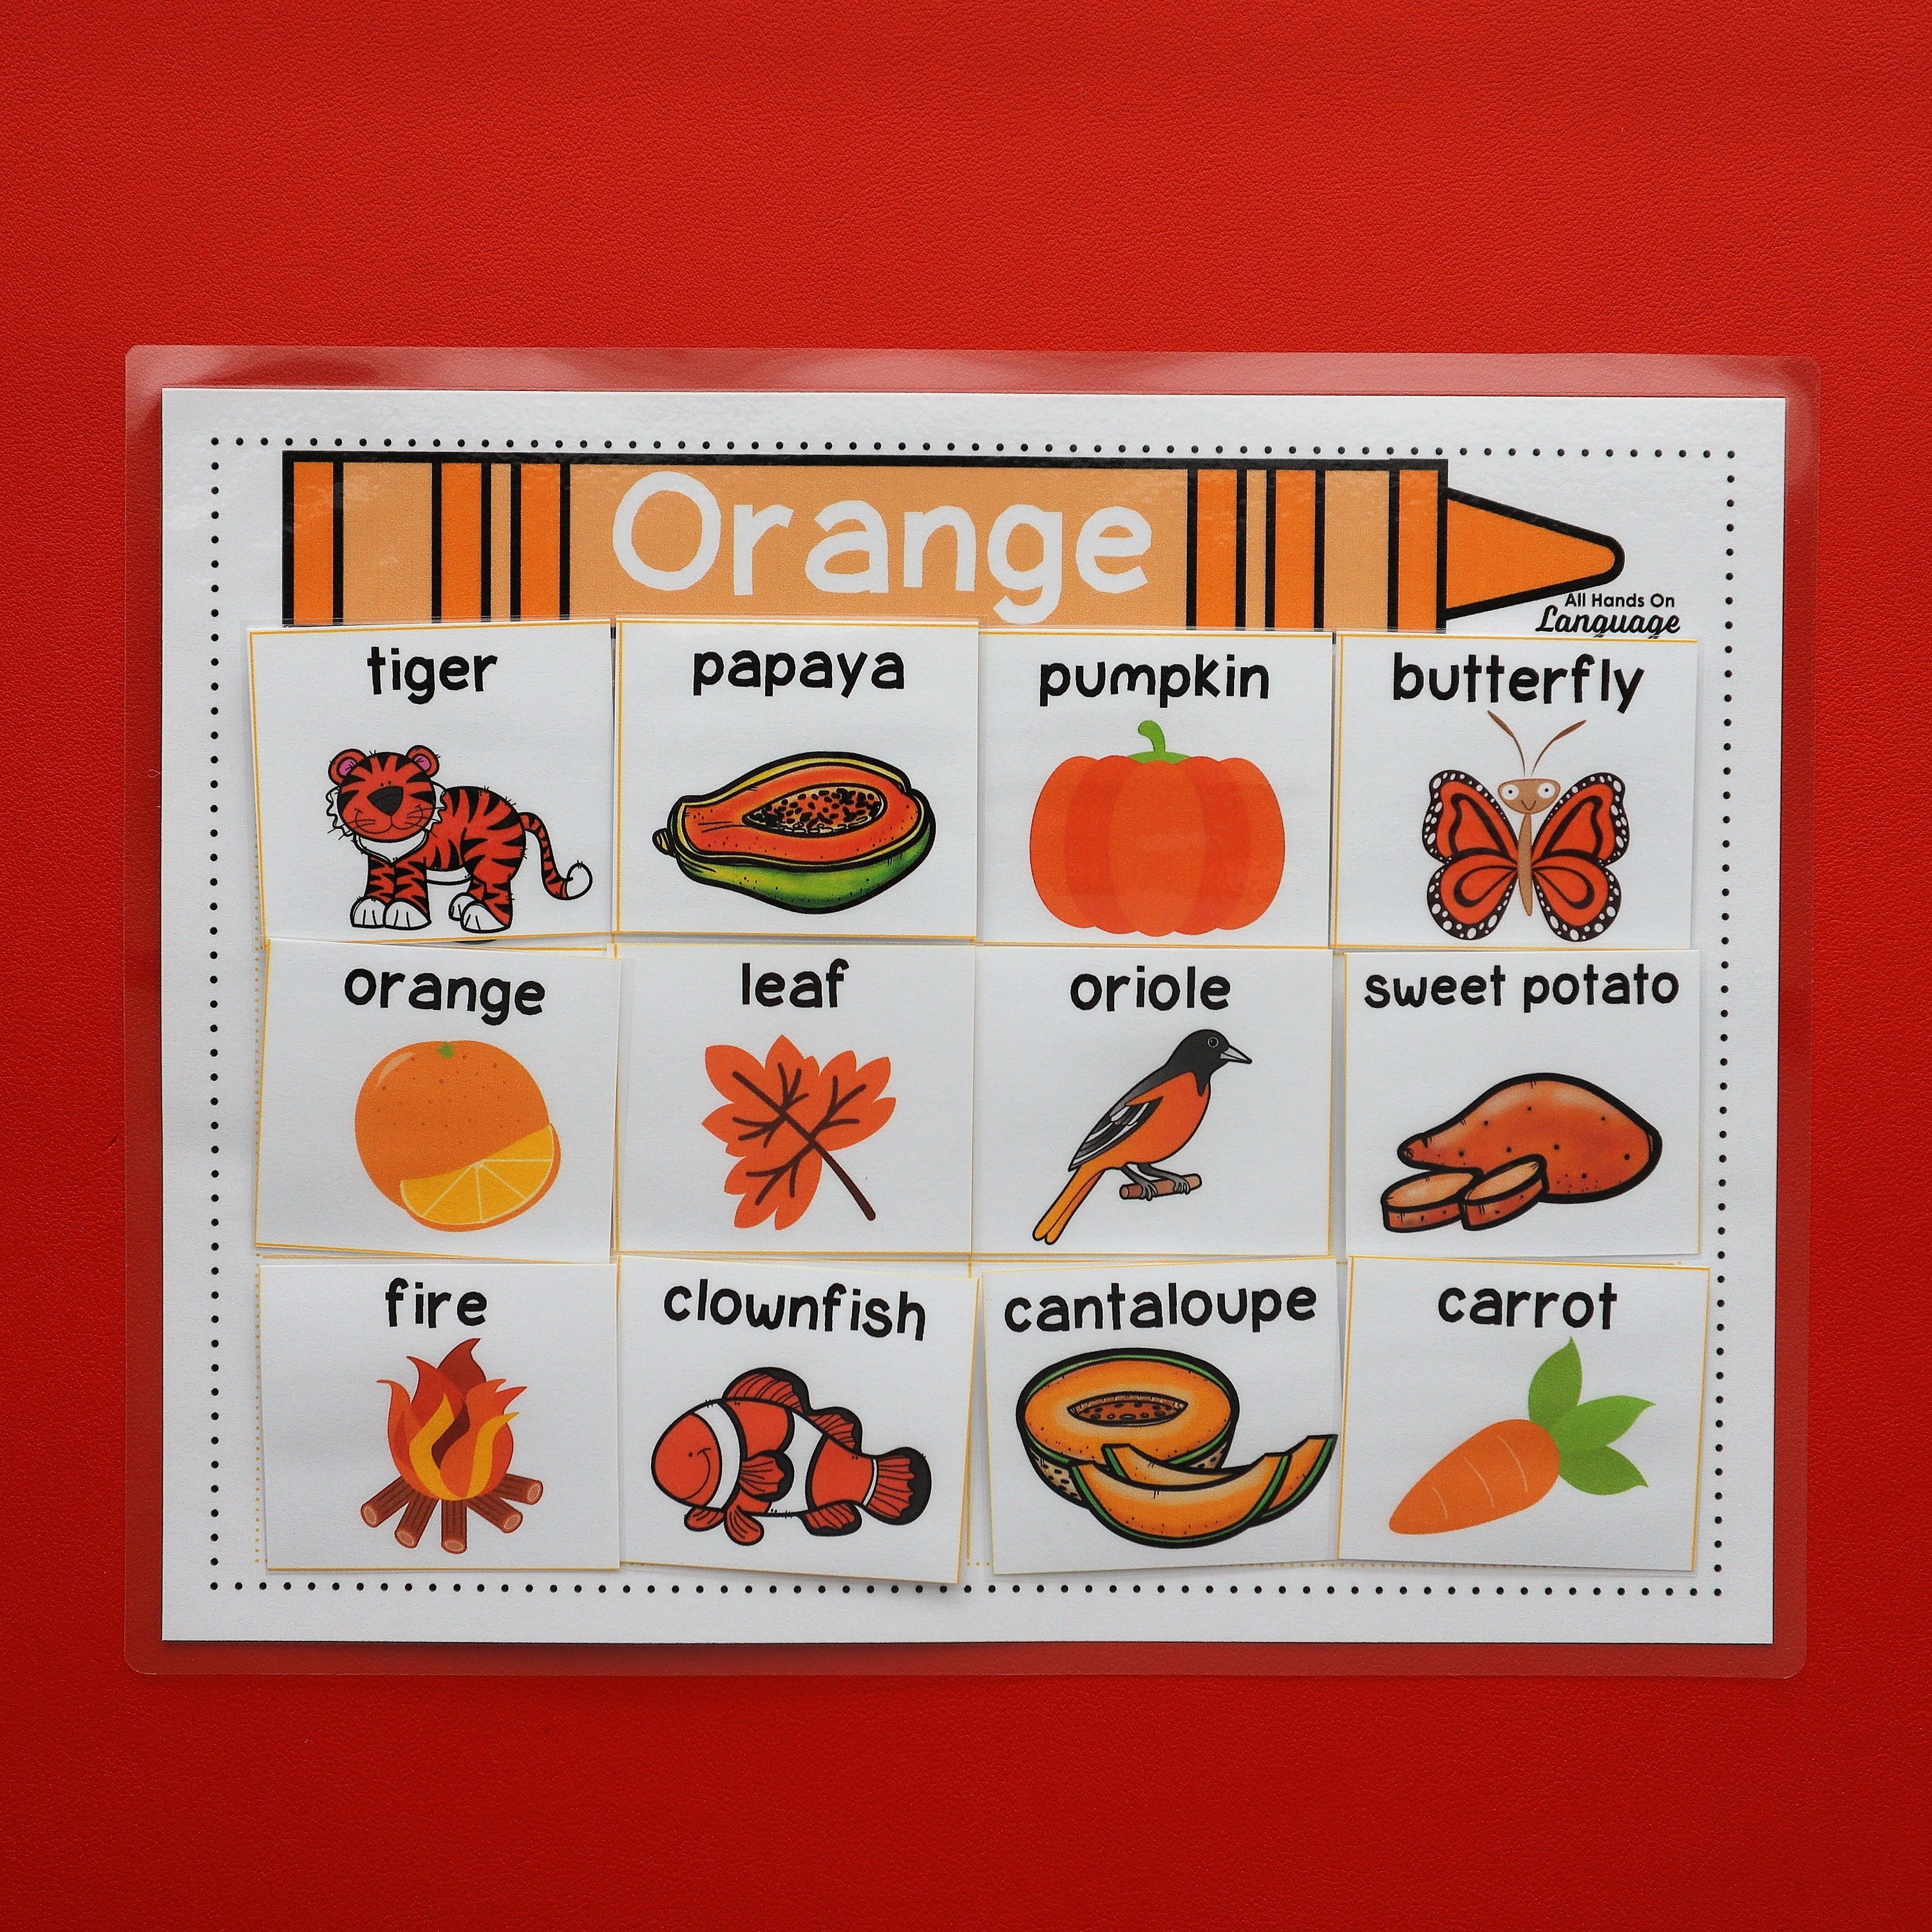 Orange
All Hands On
Language
tiger
papaya
pumpkin
butterfly
orange
leaf
oriole
sweet potato
fire
clownfish
cantaloupe
carrot